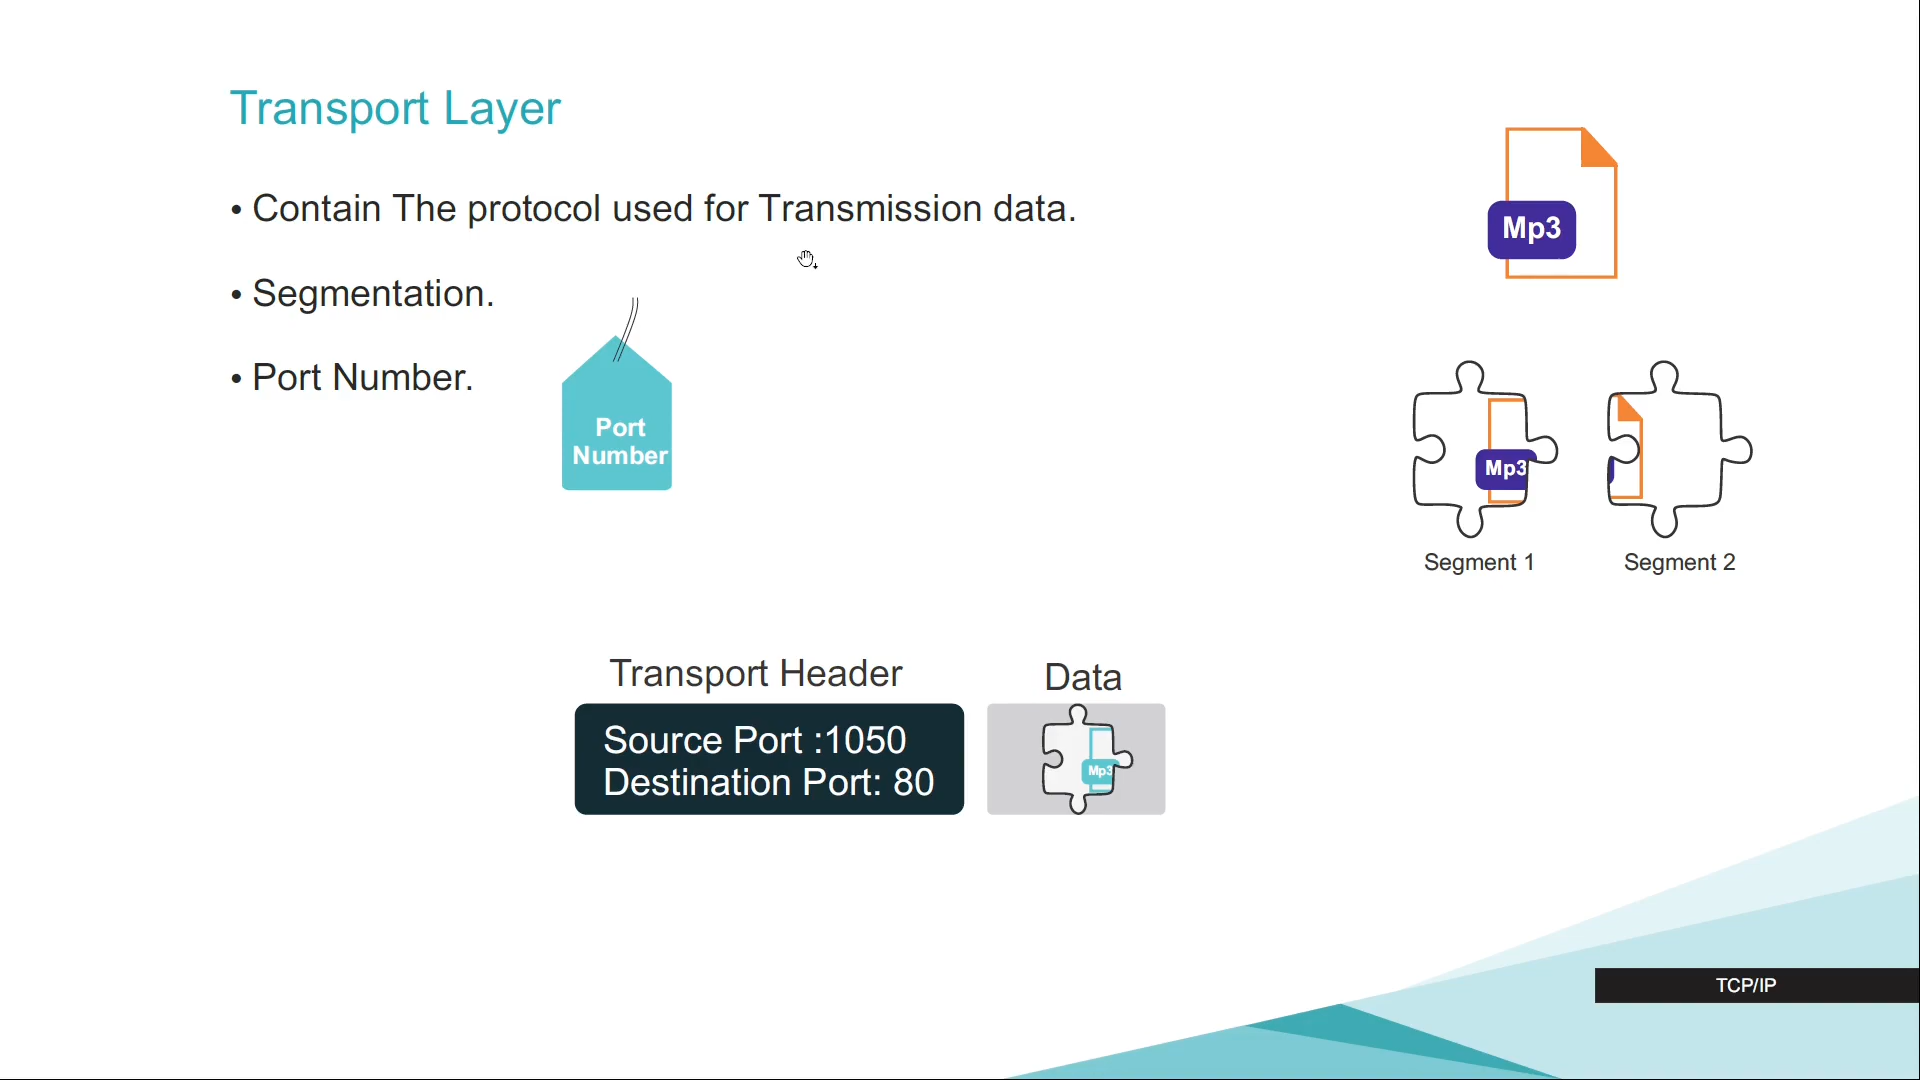 Transport Layer
• Contain The protocol used for Transmission data.
• Segmentation.
• Port Number.
Port
Number
Mp3
Mp3
Segment 1
Segment 2
Transport Header
Data
Source Port :1050
Destination Port: 80
Mp3
TCP/IP